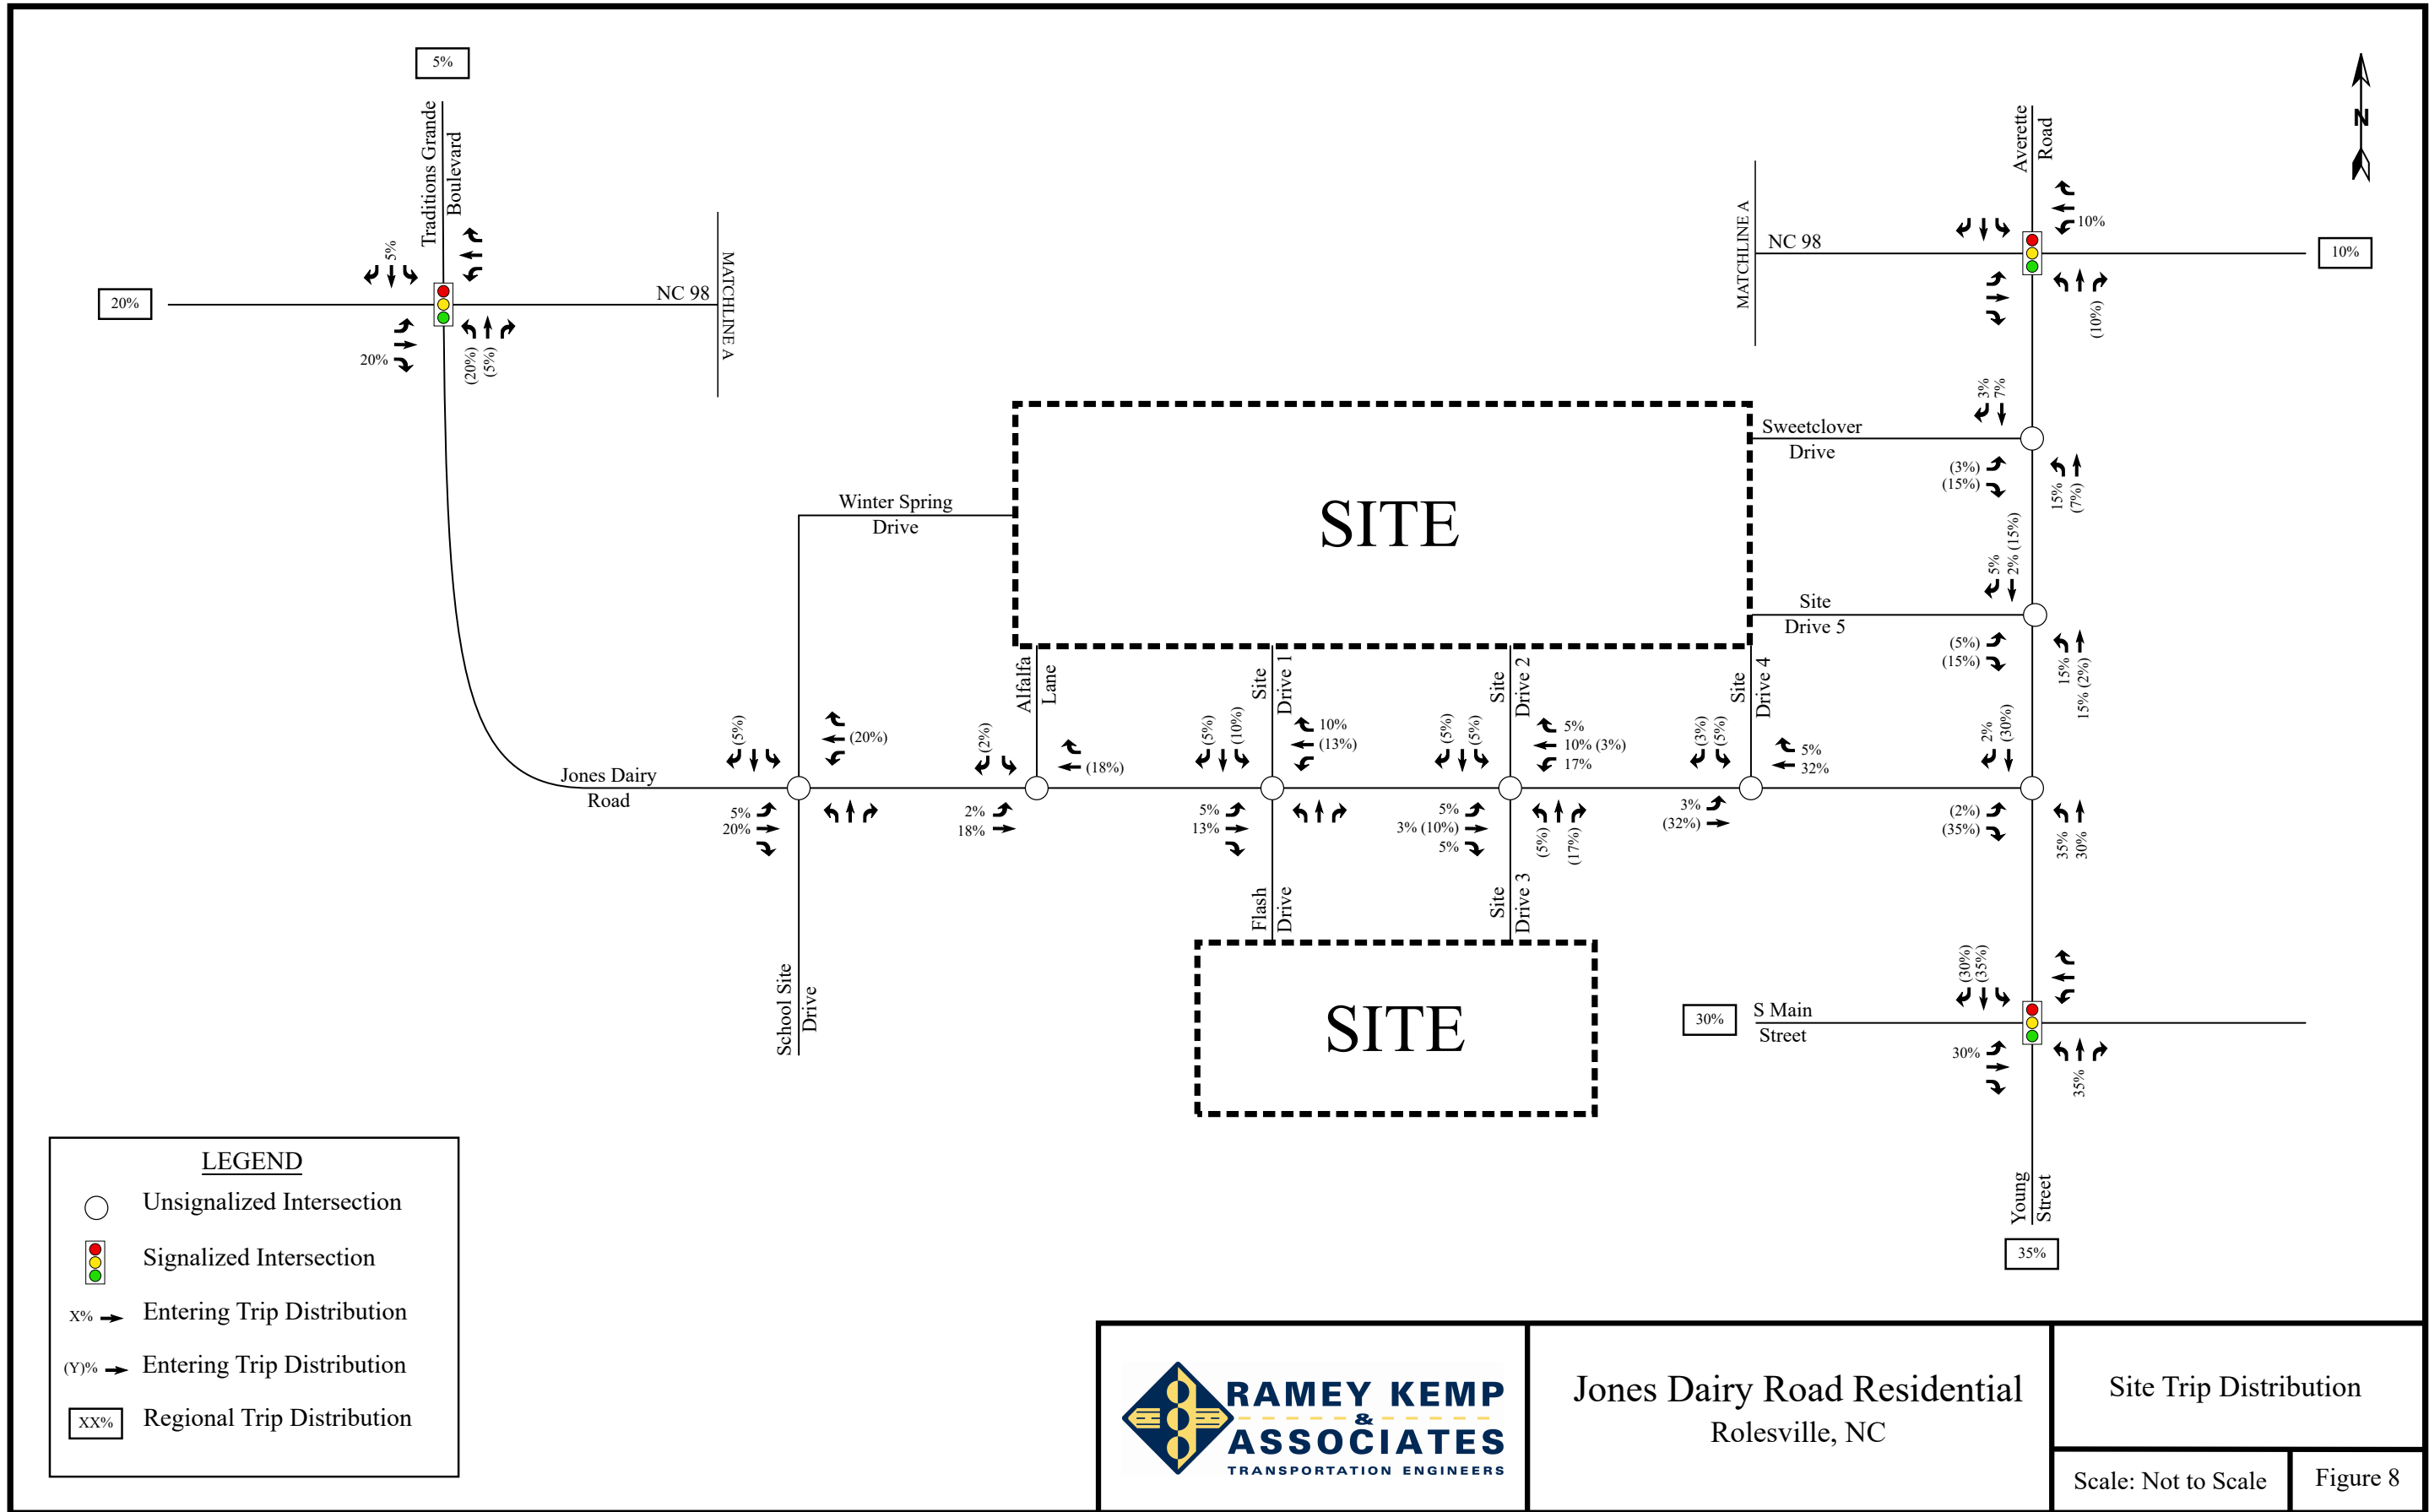 5%
Traditions Grande
Boulevard
5%
20%
NC 98
MATCHLINE A
20%
(20%)
(5%)
Averette
Road
N
MATCHLINE A
NC 98
10%
10%
(10%)
3%
7%
Sweetclover
Drive
(3%)
(15%)
15%
(7%)
SITE
Winter Spring
Drive
5%
2% (15%)
Site
Drive 5
(5%)
(15%)
15%
15% (2%)
Alfalfa
Lane
Site
Drive 1
Site
Drive 2
Site
Drive 4
(5%)
(20%)
(2%)
(18%)
(5%)
(10%)
10%
(13%)
(5%)
(5%)
5%
10% (3%)
17%
(3%)
(5%)
5%
32%
2%
(30%)
Jones Dairy
Road
5%
20%
2%
18%
5%
13%
5%
3% (10%)
5%
(5%)
(17%)
3%
(32%)
(2%)
(35%)
35%
30%
Flash
Drive
Site
Drive 3
School Site
Drive
SITE
(30%)
(35%)
30%
S Main
Street
30%
35%
Young
Street
35%
LEGEND
Unsignalized Intersection
Signalized Intersection
X% Entering Trip Distribution
(Y)% Entering Trip Distribution
XX% Regional Trip Distribution
RAMEY KEMP
&
ASSOCIATES
TRANSPORTATION ENGINEERS
Jones Dairy Road Residential
Rolesville, NC
Site Trip Distribution
Scale: Not to Scale
Figure 8